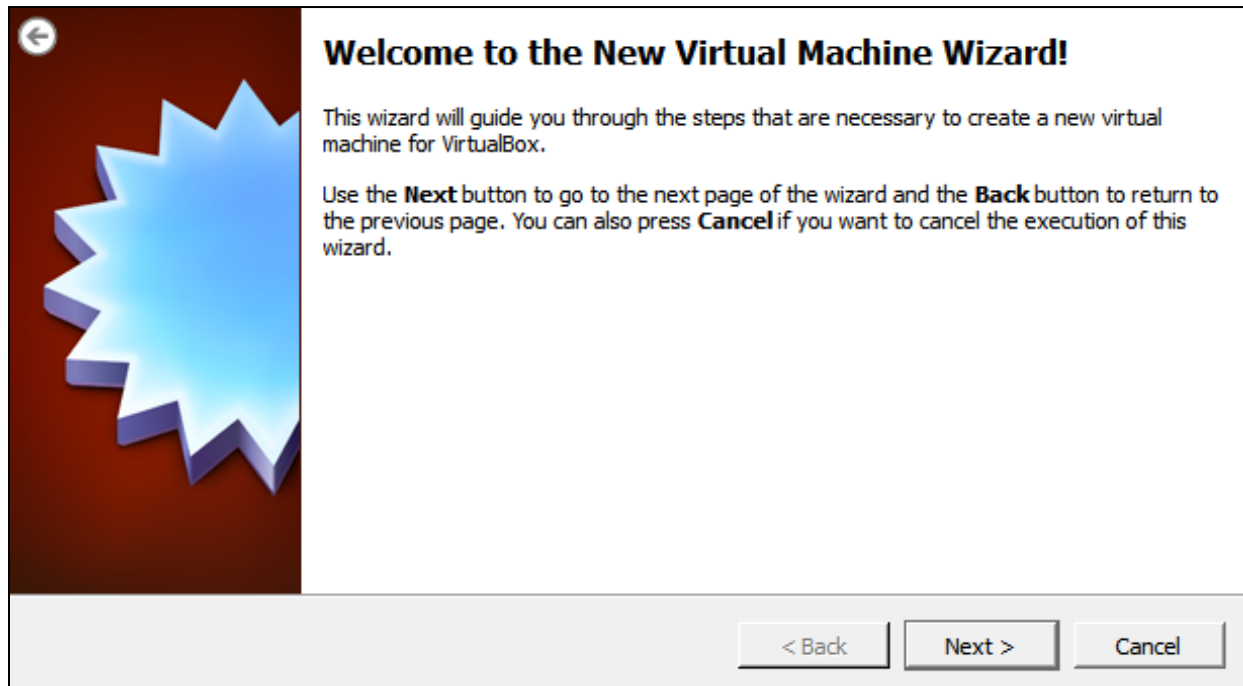 Welcome to the New Virtual Machine Wizard!
This wizard will guide you through the steps that are necessary to create a new virtual
machine for VirtualBox.
Use the Next button to go to the next page of the wizard and the Back button to return to
the previous page. You can also press Cancel if you want to cancel the execution of this
wizard.
< Back Next > Cancel